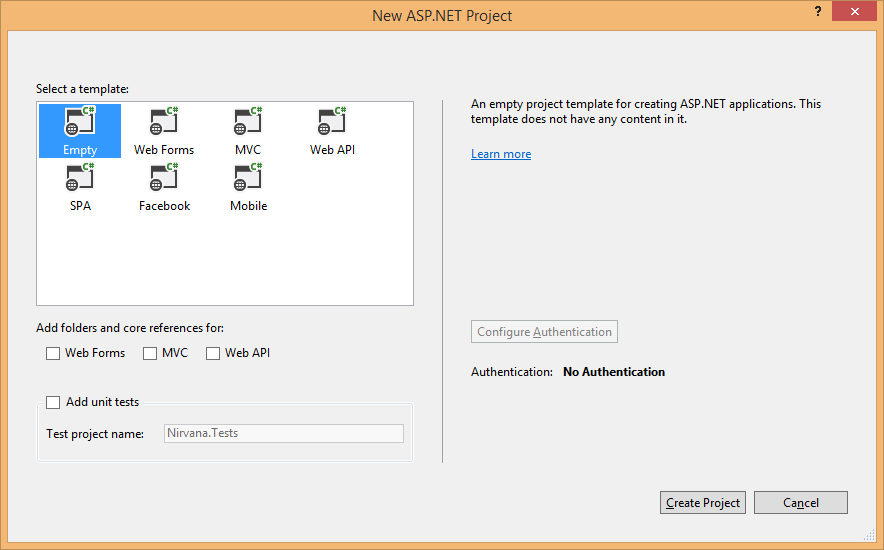 New ASP.NET Project
?
Select a template:
C# C# C# C#
Empty Web Forms MVC Web API
C# C# C#
SPA Facebook Mobile
Add folders and core references for:
Web Forms MVC Web API
Add unit tests
Test project name: Nirvana.Tests
An empty project template for creating ASP.NET applications. This
template does not have any content in it.
Learn more
Configure Authentication
Authentication: No Authentication
Create Project Cancel